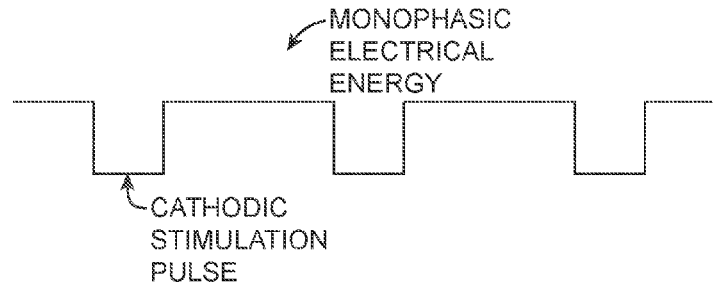 MONOPHASIC
ELECTRICAL
ENERGY
CATHODIC
STIMULATION
PULSE